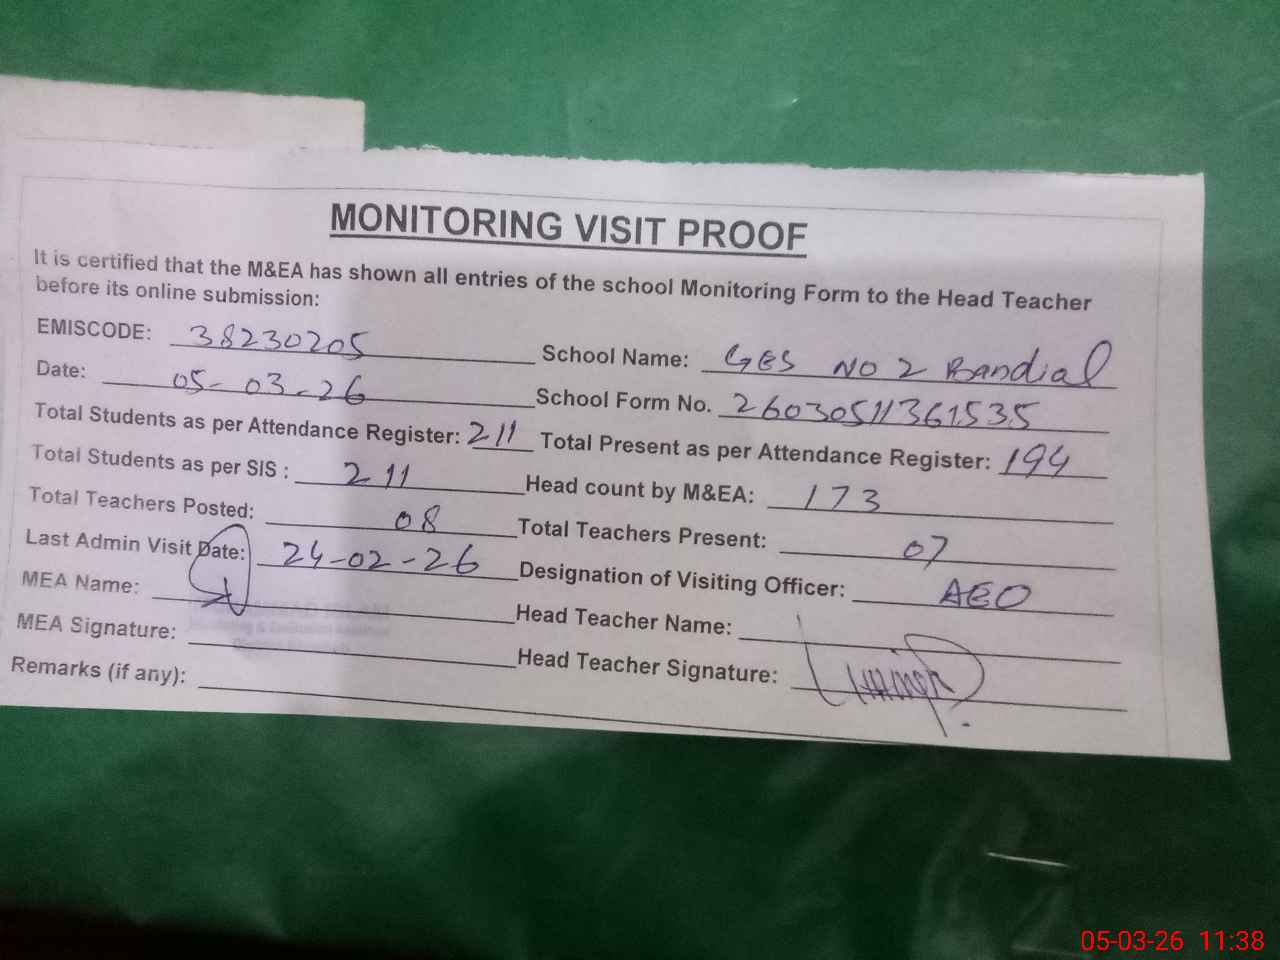 MONITORING VISIT PROOF
It is certified that the M&EA has shown all entries of the school Monitoring Form to the Head Teacher
before its online submission:
EMISCODE: 38230205 School Name: GES NO 2 Bandial
Date: 05-03-26 School Form No. 26030511361535
Total Students as per Attendance Register: 211 Total Present as per Attendance Register: 194
Total Students as per SIS : 211 Head count by M&EA: 173
Total Teachers Posted: 08 Total Teachers Present: 07
Last Admin Visit Date: 24-02-26 Designation of Visiting Officer: AEO
MEA Name: Head Teacher Name:
MEA Signature: Head Teacher Signature:
Remarks (if any):
05-03-26 11:38